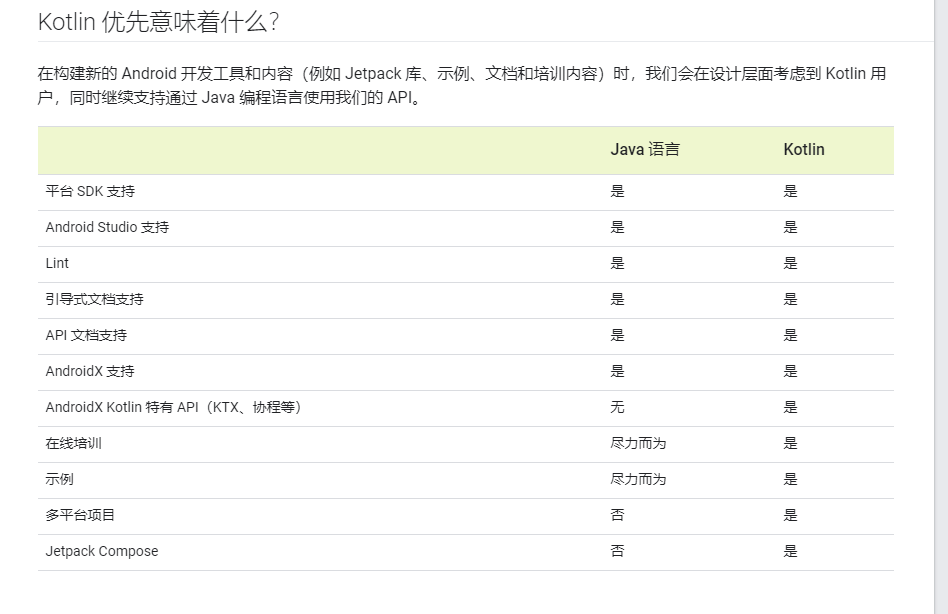 Kotlin 优先意味着什么？
在构建新的 Android 开发工具和内容（例如 Jetpack 库、示例、文档和培训内容）时，我们会在设计层面考虑到 Kotlin 用
户，同时继续支持通过 Java 编程语言使用我们的 API。
Java 语言 Kotlin
平台 SDK 支持 是 是
Android Studio 支持 是 是
Lint 是 是
引导式文档支持 是 是
API 文档支持 是 是
AndroidX 支持 是 是
AndroidX Kotlin 特有 API（KTX、协程等） 无 是
在线培训 尽力而为 是
示例 尽力而为 是
多平台项目 否 是
Jetpack Compose 否 是